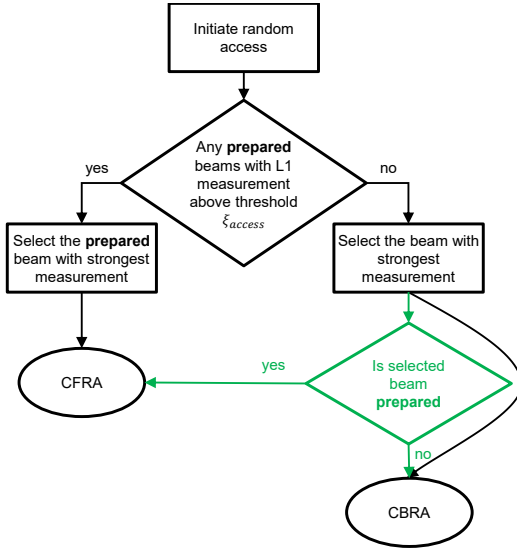 Initiate random
access
Any prepared
beams with L1
measurement
above threshold
ξaccess
yes
no
Select the prepared
beam with strongest
measurement
Select the beam with
strongest
measurement
yes
Is selected
beam
prepared
CFRA
no
CBRA